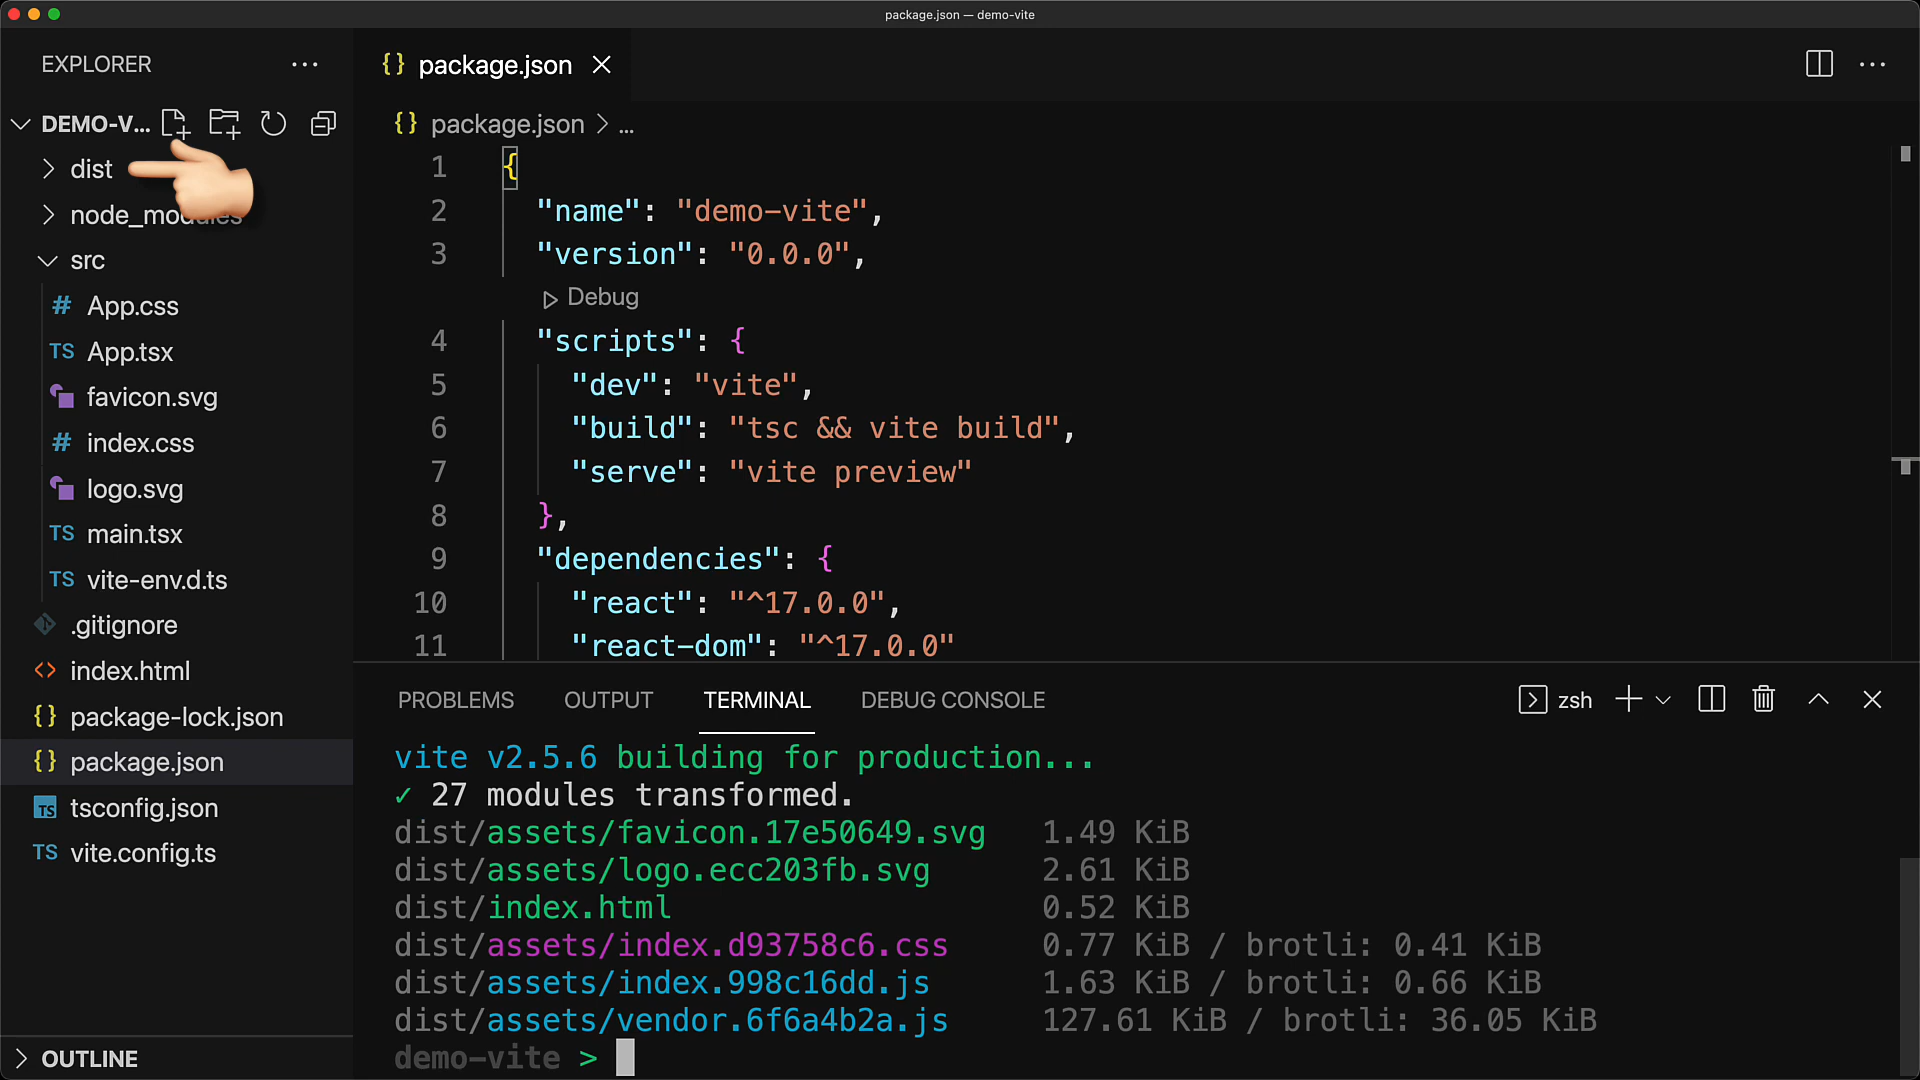 package.json — demo-vite
EXPLORER
DEMO-V...
dist
node_modules
src
# App.css
TS App.tsx
favicon.svg
# index.css
logo.svg
TS main.tsx
TS vite-env.d.ts
.gitignore
<> index.html
{} package-lock.json
{} package.json
TS tsconfig.json
TS vite.config.ts
OUTLINE
{} package.json
{} package.json > ...
1 {
2 "name": "demo-vite",
3 "version": "0.0.0",
Debug
4 "scripts": {
5 "dev": "vite",
6 "build": "tsc && vite build",
7 "serve": "vite preview"
8 },
9 "dependencies": {
10 "react": "^17.0.0",
11 "react-dom": "^17.0.0"
PROBLEMS OUTPUT TERMINAL DEBUG CONSOLE zsh
vite v2.5.6 building for production...
✓ 27 modules transformed.
dist/assets/favicon.17e50649.svg 1.49 KiB
dist/assets/logo.ecc203fb.svg 2.61 KiB
dist/index.html 0.52 KiB
dist/assets/index.d93758c6.css 0.77 KiB / brotli: 0.41 KiB
dist/assets/index.998c16dd.js 1.63 KiB / brotli: 0.66 KiB
dist/assets/vendor.6f6a4b2a.js 127.61 KiB / brotli: 36.05 KiB
demo-vite >